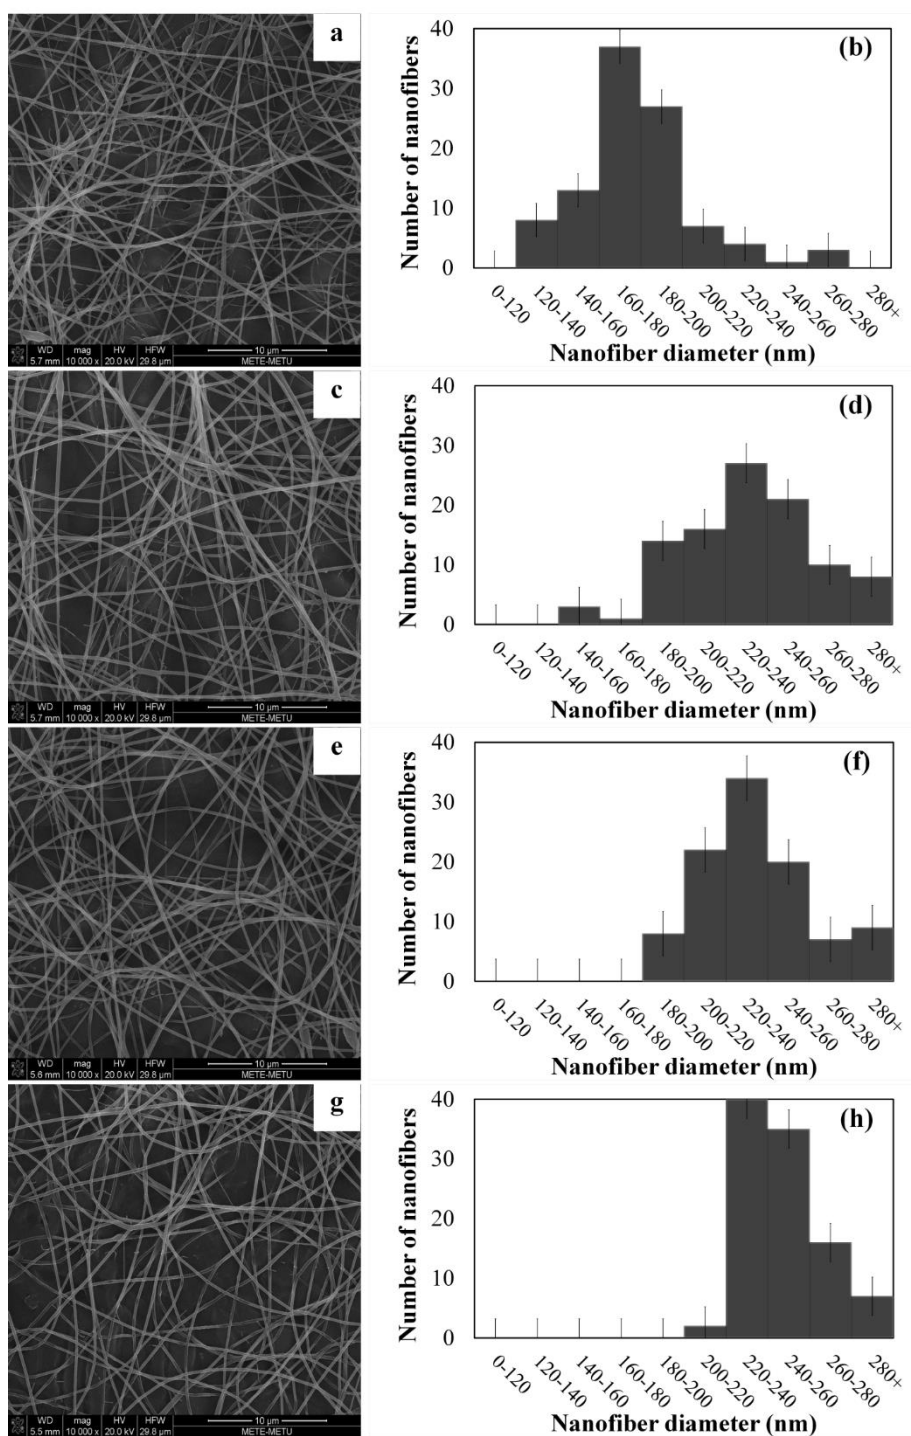 a
WD mag HV HFW 10 µm
5.7 mm 10 000 x 20.0 kV 29.8 µm METE-METU
(b)
Number of nanofibers
40
30
20
10
0
0-120 120-140 140-160 160-180 180-200 200-220 220-240 240-260 260-280 280+
Nanofiber diameter (nm)
c
WD mag HV HFW 10 µm
5.7 mm 10 000 x 20.0 kV 29.8 µm METE-METU
(d)
Number of nanofibers
40
30
20
10
0
0-120 120-140 140-160 160-180 180-200 200-220 220-240 240-260 260-280 280+
Nanofiber diameter (nm)
e
WD mag HV HFW 10 µm
5.6 mm 10 000 x 20.0 kV 29.8 µm METE-METU
(f)
Number of nanofibers
40
30
20
10
0
0-120 120-140 140-160 160-180 180-200 200-220 220-240 240-260 260-280 280+
Nanofiber diameter (nm)
g
WD mag HV HFW 10 µm
5.5 mm 10 000 x 20.0 kV 29.8 µm METE-METU
(h)
Number of nanofibers
40
30
20
10
0
0-120 120-140 140-160 160-180 180-200 200-220 220-240 240-260 260-280 280+
Nanofiber diameter (nm)